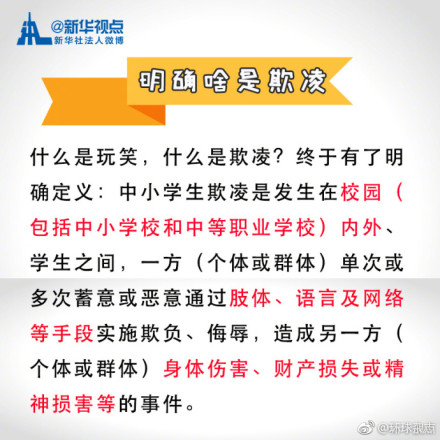 @新华视点
新华社法人微博
明确啥是欺凌
什么是玩笑，什么是欺凌？终于有了明
确定义：中小学生欺凌是发生在校园（
包括中小学校和中等职业学校）内外、
学生之间，一方（个体或群体）单次或
多次蓄意或恶意通过肢体、语言及网络
等手段实施欺负、侮辱，造成另一方（
个体或群体）身体伤害、财产损失或精
神损害等的事件。